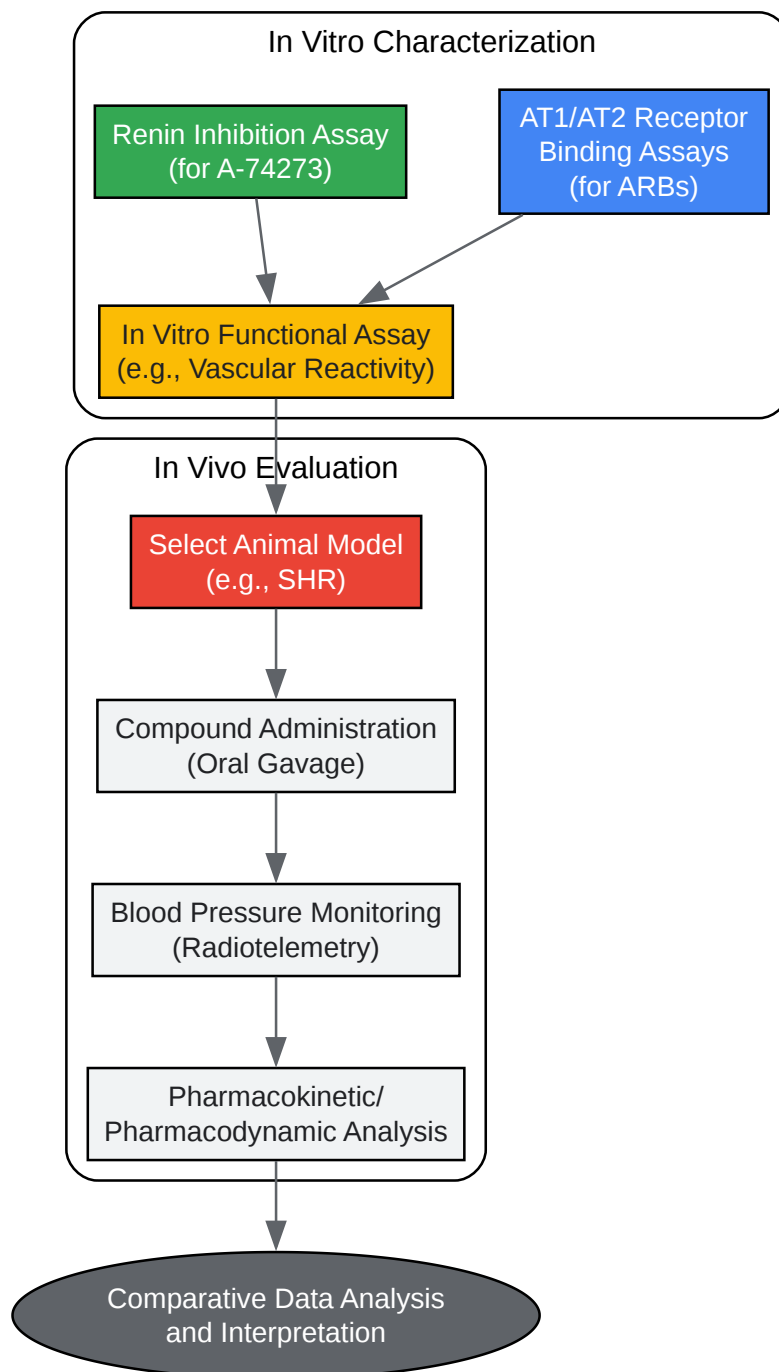 In Vitro Characterization
Renin Inhibition Assay
(for A-74273)
AT1/AT2 Receptor
Binding Assays
(for ARBs)
In Vitro Functional Assay
(e.g., Vascular Reactivity)
In Vivo Evaluation
Select Animal Model
(e.g., SHR)
Compound Administration
(Oral Gavage)
Blood Pressure Monitoring
(Radiotelemetry)
Pharmacokinetic/
Pharmacodynamic Analysis
Comparative Data Analysis
and Interpretation